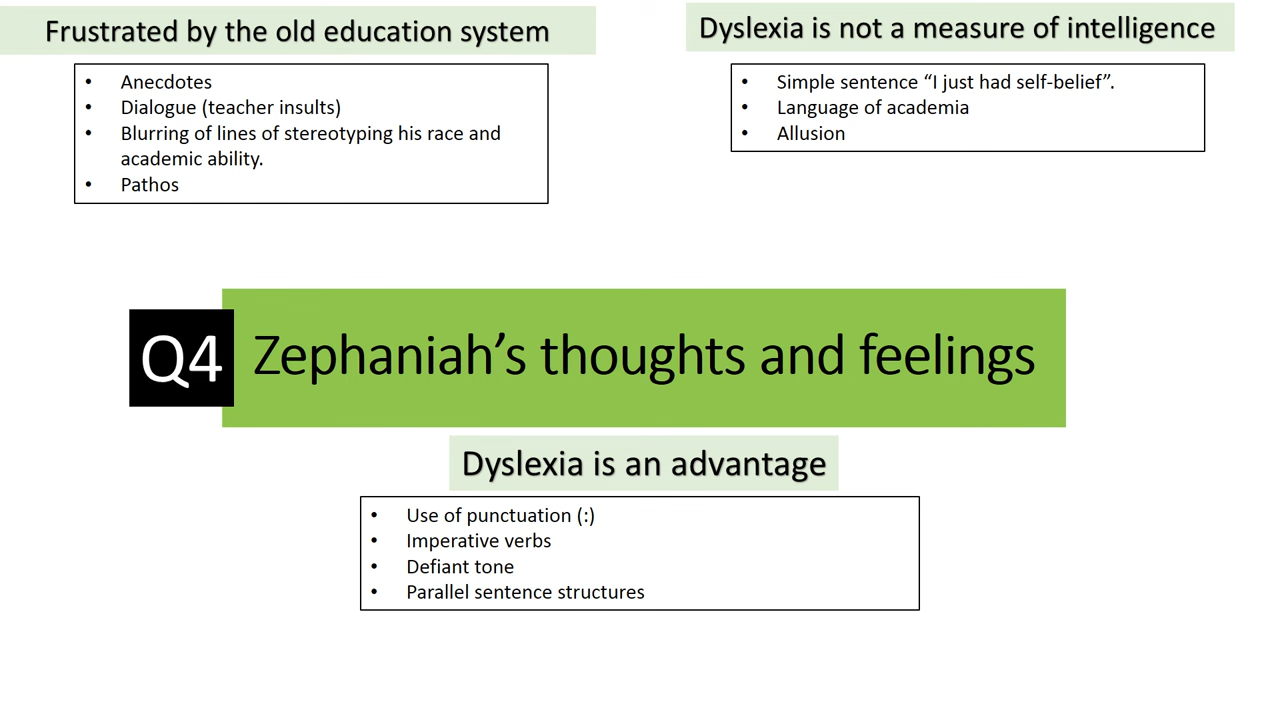 Frustrated by the old education system
• Anecdotes
• Dialogue (teacher insults)
• Blurring of lines of stereotyping his race and
academic ability.
• Pathos
Dyslexia is not a measure of intelligence
• Simple sentence “I just had self-belief”.
• Language of academia
• Allusion
Q4
Zephaniah’s thoughts and feelings
Dyslexia is an advantage
• Use of punctuation (:)
• Imperative verbs
• Defiant tone
• Parallel sentence structures